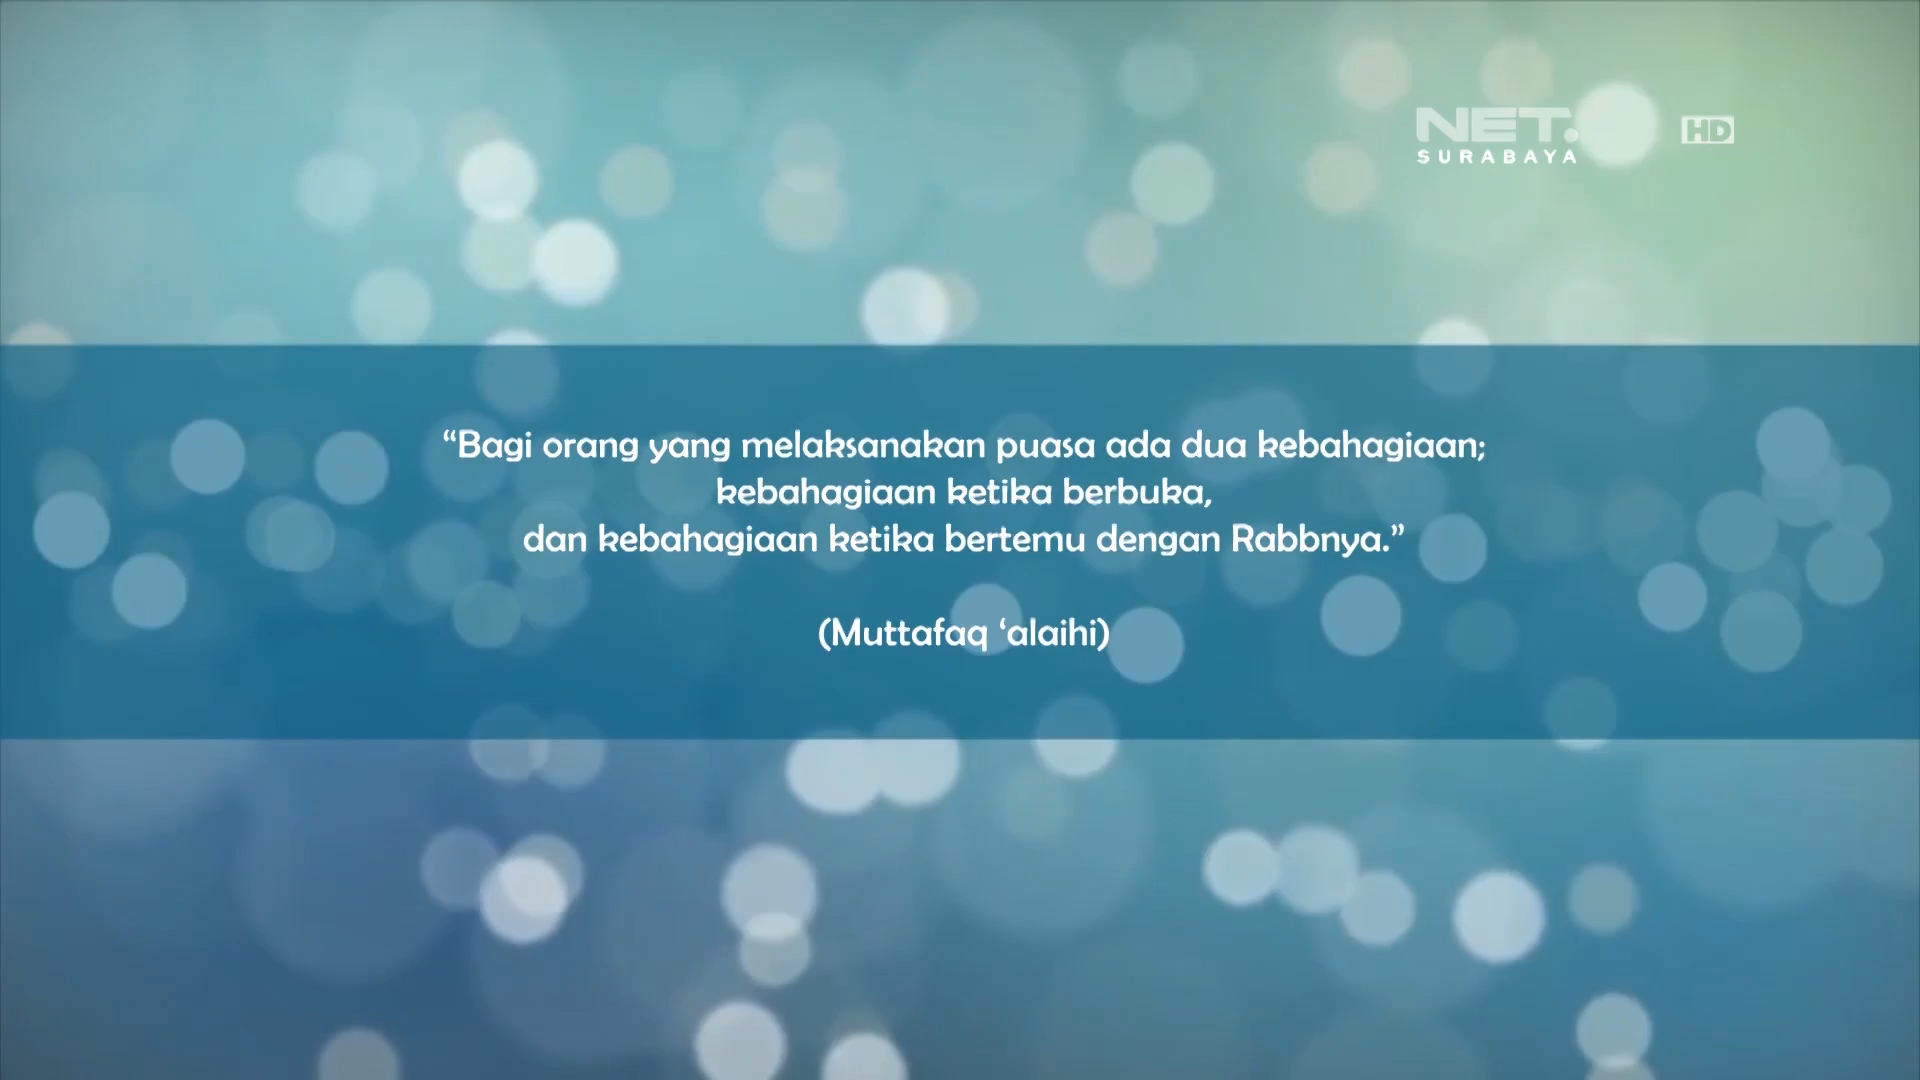 NET.
SURABAYA
HD
“Bagi orang yang melaksanakan puasa ada dua kebahagiaan;
kebahagiaan ketika berbuka,
dan kebahagiaan ketika bertemu dengan Rabbnya.”
(Muttafaq ‘alaihi)